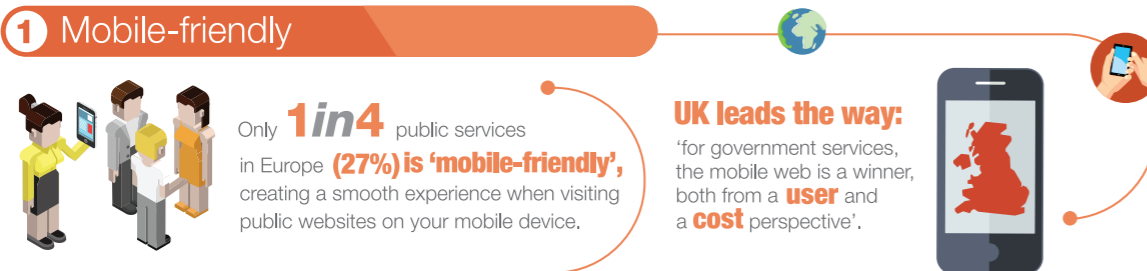 1 Mobile-friendly
Only 1in4 public services
in Europe (27%) is ‘mobile-friendly’,
creating a smooth experience when visiting
public websites on your mobile device.
UK leads the way:
‘for government services,
the mobile web is a winner,
both from a user and
a cost perspective’.